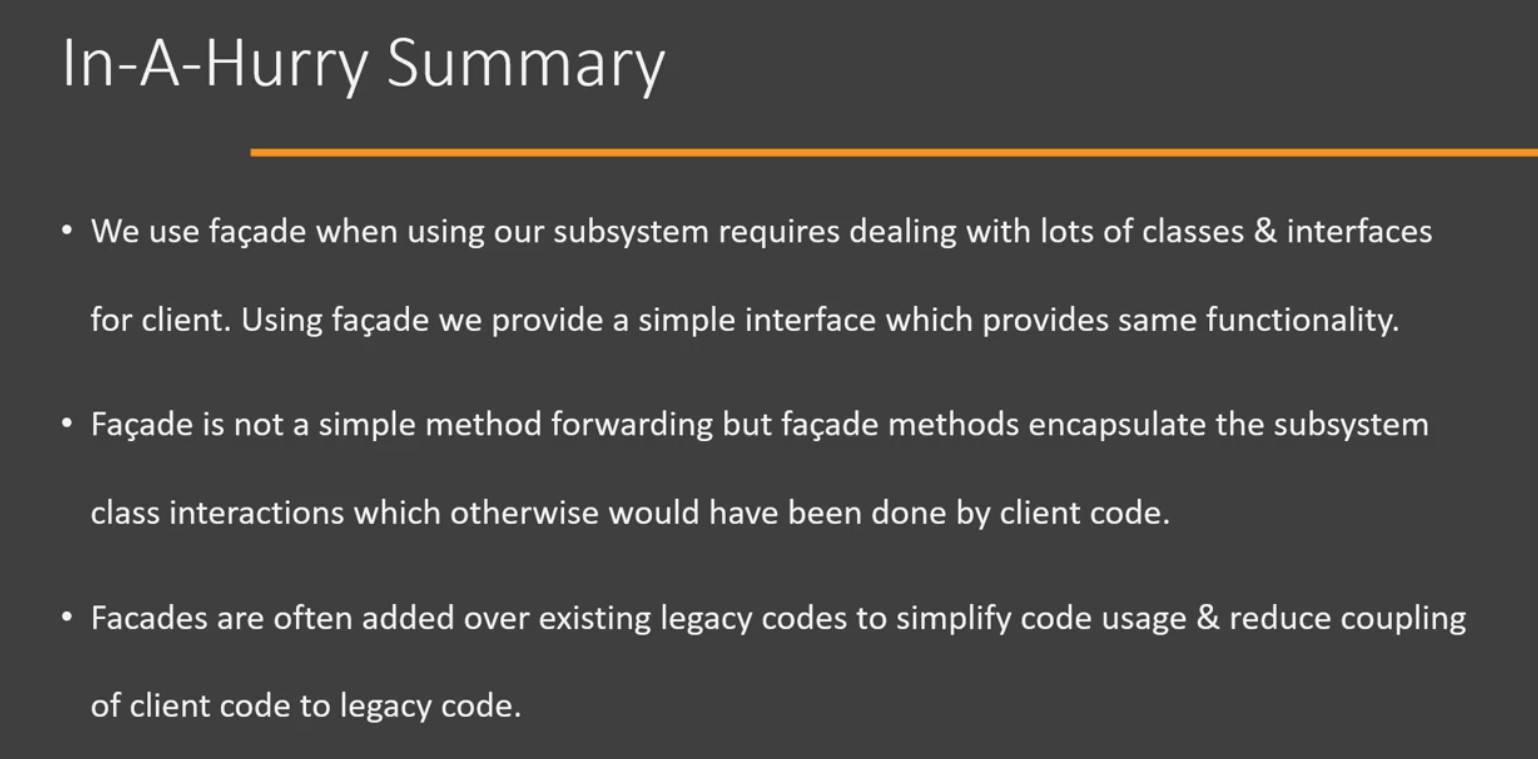 In-A-Hurry Summary
• We use façade when using our subsystem requires dealing with lots of classes & interfaces
for client. Using façade we provide a simple interface which provides same functionality.
• Façade is not a simple method forwarding but façade methods encapsulate the subsystem
class interactions which otherwise would have been done by client code.
• Facades are often added over existing legacy codes to simplify code usage & reduce coupling
of client code to legacy code.